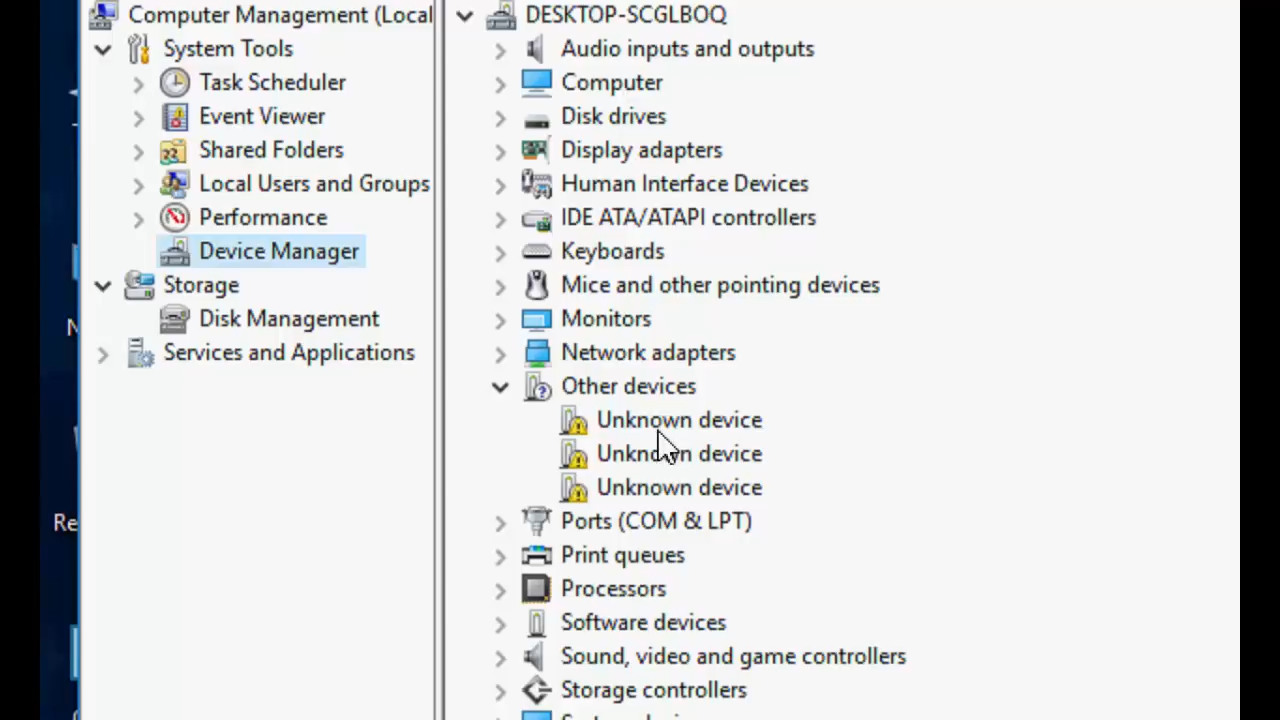 Computer Management (Local
System Tools
Task Scheduler
Event Viewer
Shared Folders
Local Users and Groups
Performance
Device Manager
Storage
Disk Management
Services and Applications
N
Re
DESKTOP-SCGLBOQ
Audio inputs and outputs
Computer
Disk drives
Display adapters
Human Interface Devices
IDE ATA/ATAPI controllers
Keyboards
Mice and other pointing devices
Monitors
Network adapters
Other devices
Unknown device
Unknown device
Unknown device
Ports (COM & LPT)
Print queues
Processors
Software devices
Sound, video and game controllers
Storage controllers